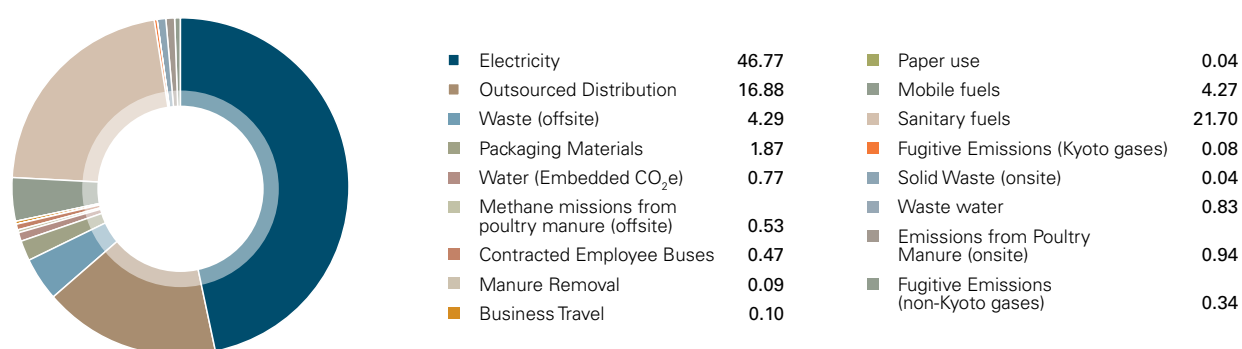 Electricity 46.77
Outsourced Distribution 16.88
Waste (offsite) 4.29
Packaging Materials 1.87
Water (Embedded CO₂e) 0.77
Methane missions from
poultry manure (offsite) 0.53
Contracted Employee Buses 0.47
Manure Removal 0.09
Business Travel 0.10
Paper use 0.04
Mobile fuels 4.27
Sanitary fuels 21.70
Fugitive Emissions (Kyoto gases) 0.08
Solid Waste (onsite) 0.04
Waste water 0.83
Emissions from Poultry
Manure (onsite) 0.94
Fugitive Emissions
(non-Kyoto gases) 0.34